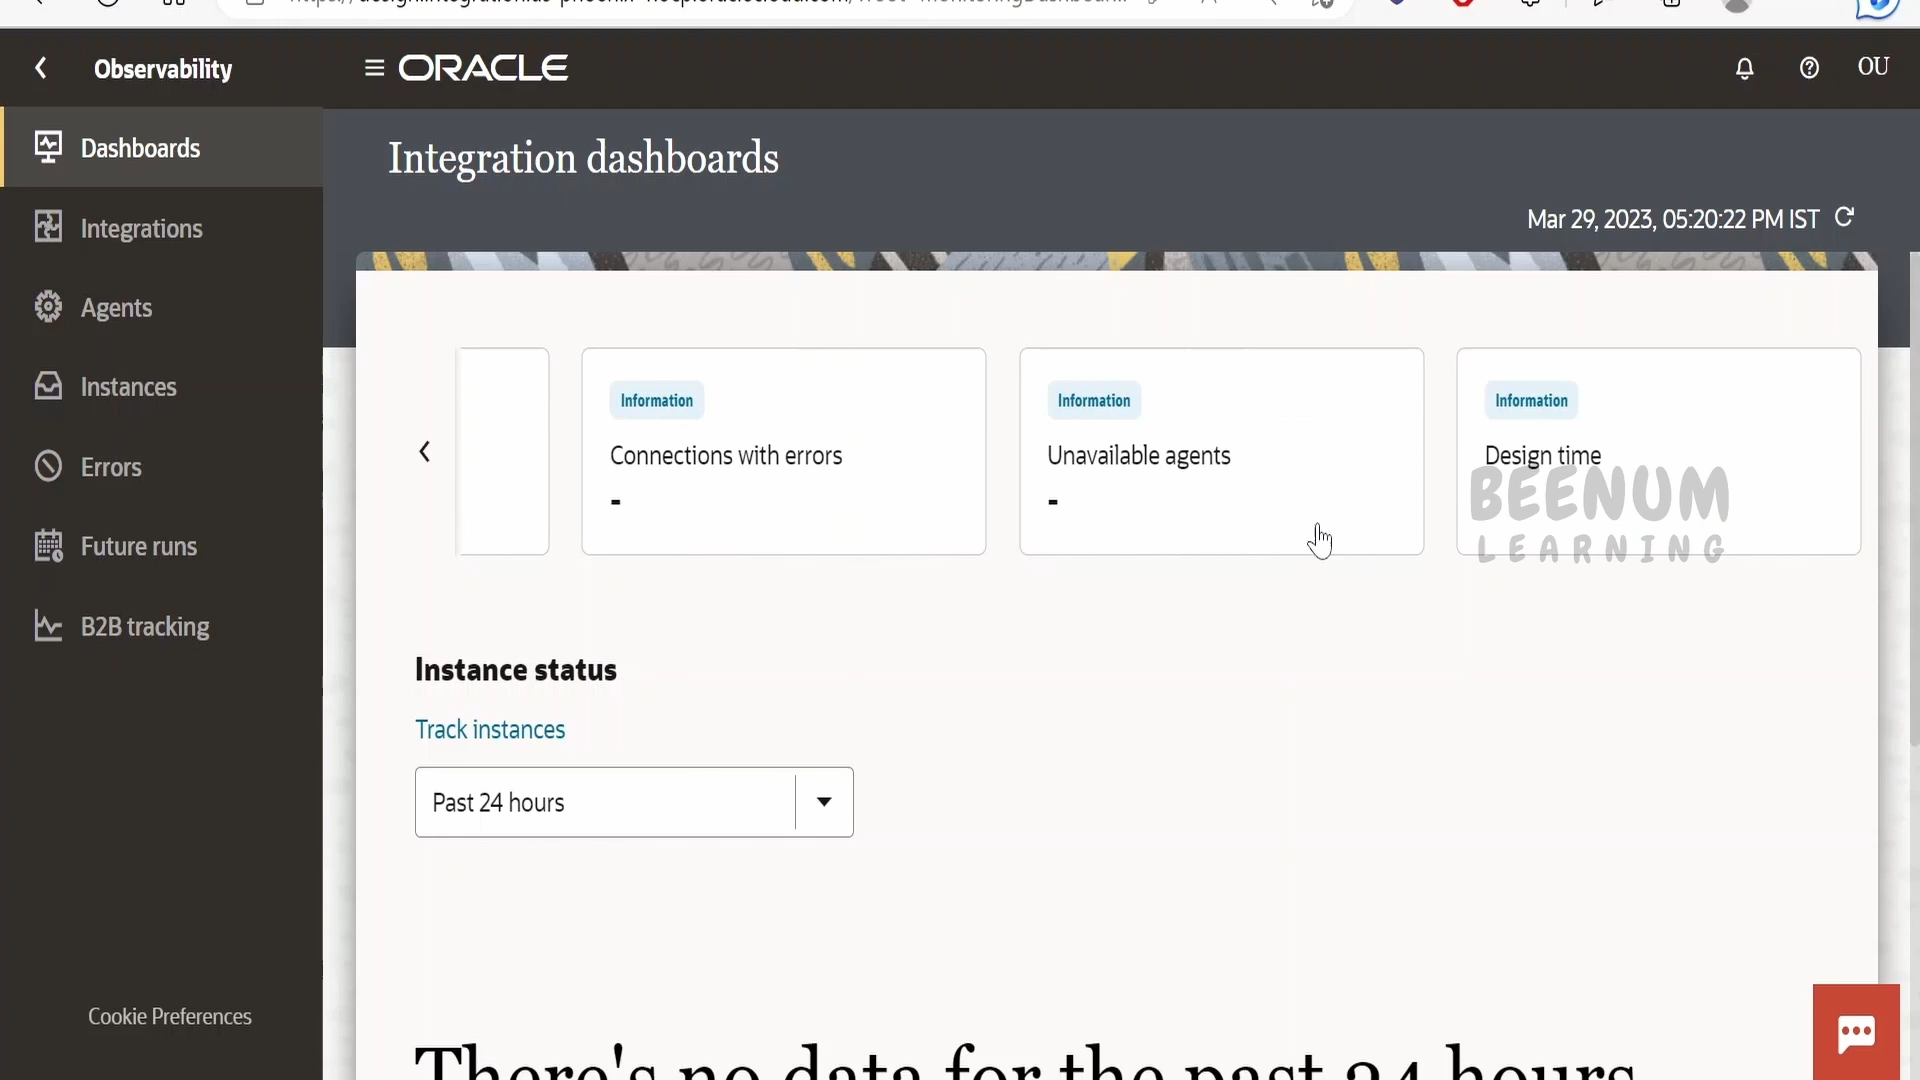 Observability
ORACLE
OU
Dashboards
Integrations
Agents
Instances
Errors
Future runs
B2B tracking
Cookie Preferences
Integration dashboards
Mar 29, 2023, 05:20:22 PM IST
Information
Connections with errors
-
Information
Unavailable agents
-
Information
Design time
BEENUM
LEARNING
Instance status
Track instances
Past 24 hours
There's no data for the past 24 hours